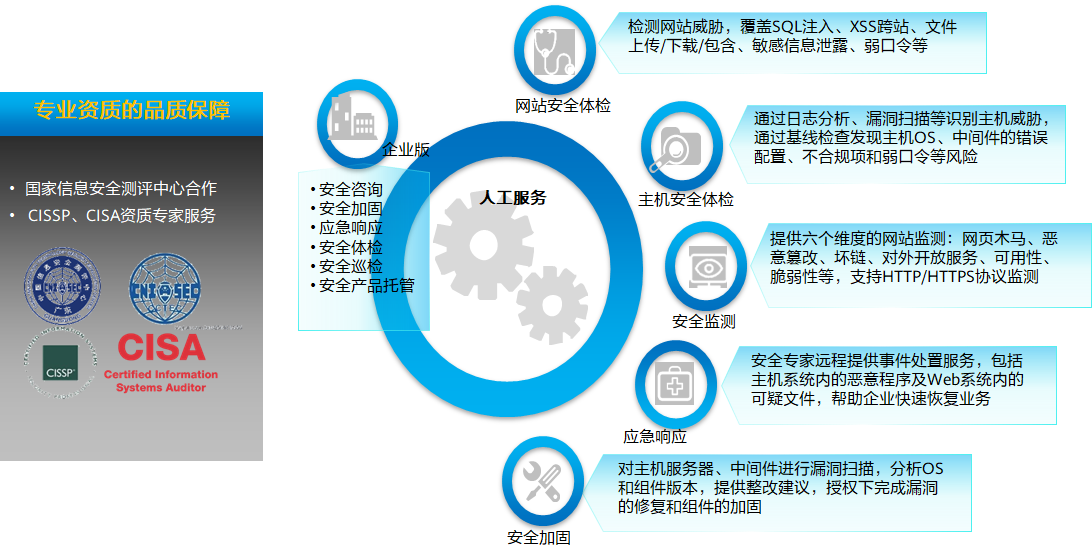 专业资质的品质保障
• 国家信息安全测评中心合作
• CISSP、CISA资质专家服务
CNITSEC
广东
CNITSEC
CISSP
CISA
Certified Information
Systems Auditor
企业版
• 安全咨询
• 安全加固
• 应急响应
• 安全体检
• 安全巡检
• 安全产品托管
人工服务
网站安全体检
检测网站威胁，覆盖SQL注入、XSS跨站、文件
上传/下载/包含、敏感信息泄露、弱口令等
主机安全体检
通过日志分析、漏洞扫描等识别主机威胁，
通过基线检查发现主机OS、中间件的错误
配置、不合规项和弱口令等风险
安全监测
提供六个维度的网站监测：网页木马、恶
意篡改、坏链、对外开放服务、可用性、
脆弱性等，支持HTTP/HTTPS协议监测
应急响应
安全专家远程提供事件处置服务，包括
主机系统内的恶意程序及Web系统内的
可疑文件，帮助企业快速恢复业务
安全加固
对主机服务器、中间件进行漏洞扫描，分析OS
和组件版本，提供整改建议，授权下完成漏洞
的修复和组件的加固